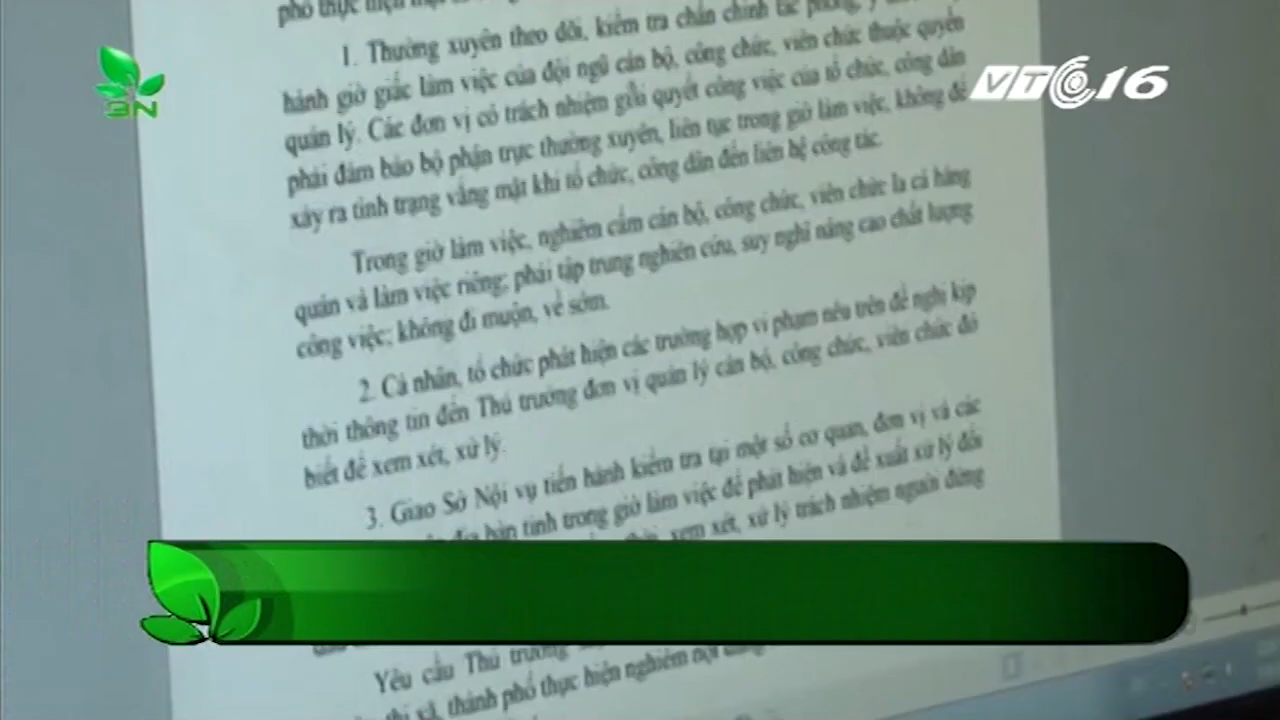 3N
VTC16
1. Thường xuyên theo dõi, kiểm tra chấn chỉnh tác phong,
hành giờ giấc làm việc của đội ngũ cán bộ, công chức, viên chức thuộc quyền
quản lý. Các đơn vị có trách nhiệm giải quyết công việc của tổ chức, công dân
phải đảm bảo bộ phận trực thường xuyên, liên tục trong giờ làm việc, không để
xảy ra tình trạng vắng mặt khi tổ chức, công dân đến liên hệ công tác.
Trong giờ làm việc, nghiêm cấm cán bộ, công chức, viên chức la cà hàng
quán và làm việc riêng; phải tập trung nghiên cứu, suy nghĩ nâng cao chất lượng
công việc; không đi muộn, về sớm.
2. Cá nhân, tổ chức phát hiện các trường hợp vi phạm nêu trên đề nghị kịp
thời thông tin đến Thủ trưởng đơn vị quản lý cán bộ, công chức, viên chức đó
biết để xem xét, xử lý.
3. Giao Sở Nội vụ tiến hành kiểm tra tại một số cơ quan, đơn vị và các
địa bàn tỉnh trong giờ làm việc để phát hiện và đề xuất xử lý đối
xem xét, xử lý trách nhiệm người đứng
Yêu cầu Thủ trưởng
thị xã, thành phố thực hiện nghiêm nội dung